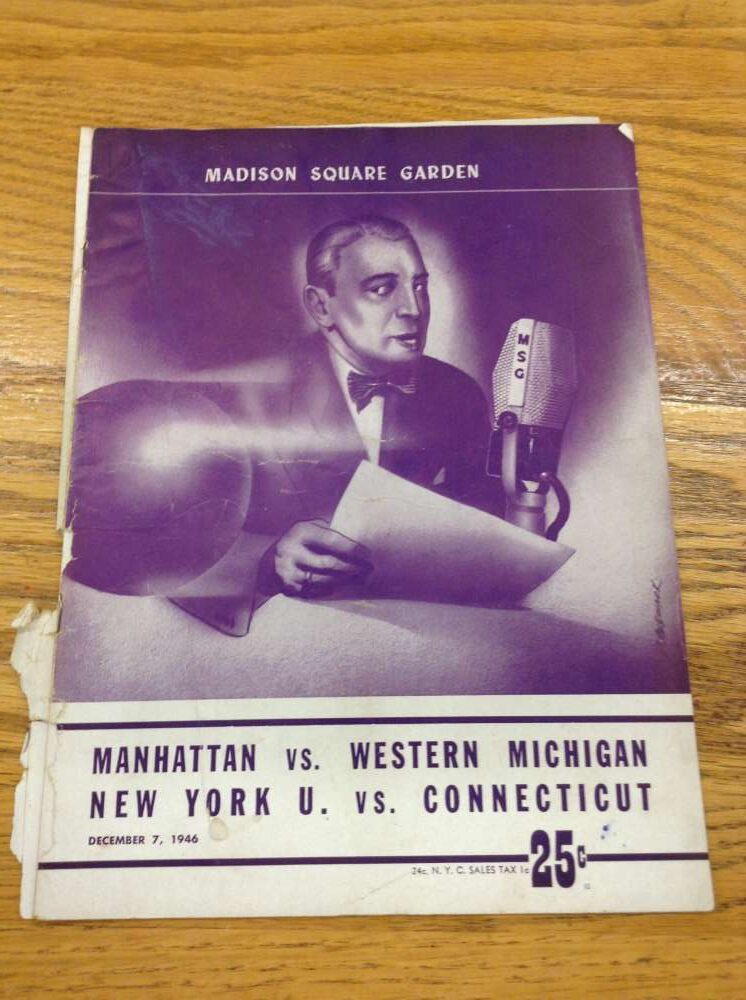 MADISON SQUARE GARDEN
M
S
G
MANHATTAN VS. WESTERN MICHIGAN
NEW YORK U. VS. CONNECTICUT
DECEMBER 7, 1946
24c, N. Y. C. SALES TAX 1c 25c